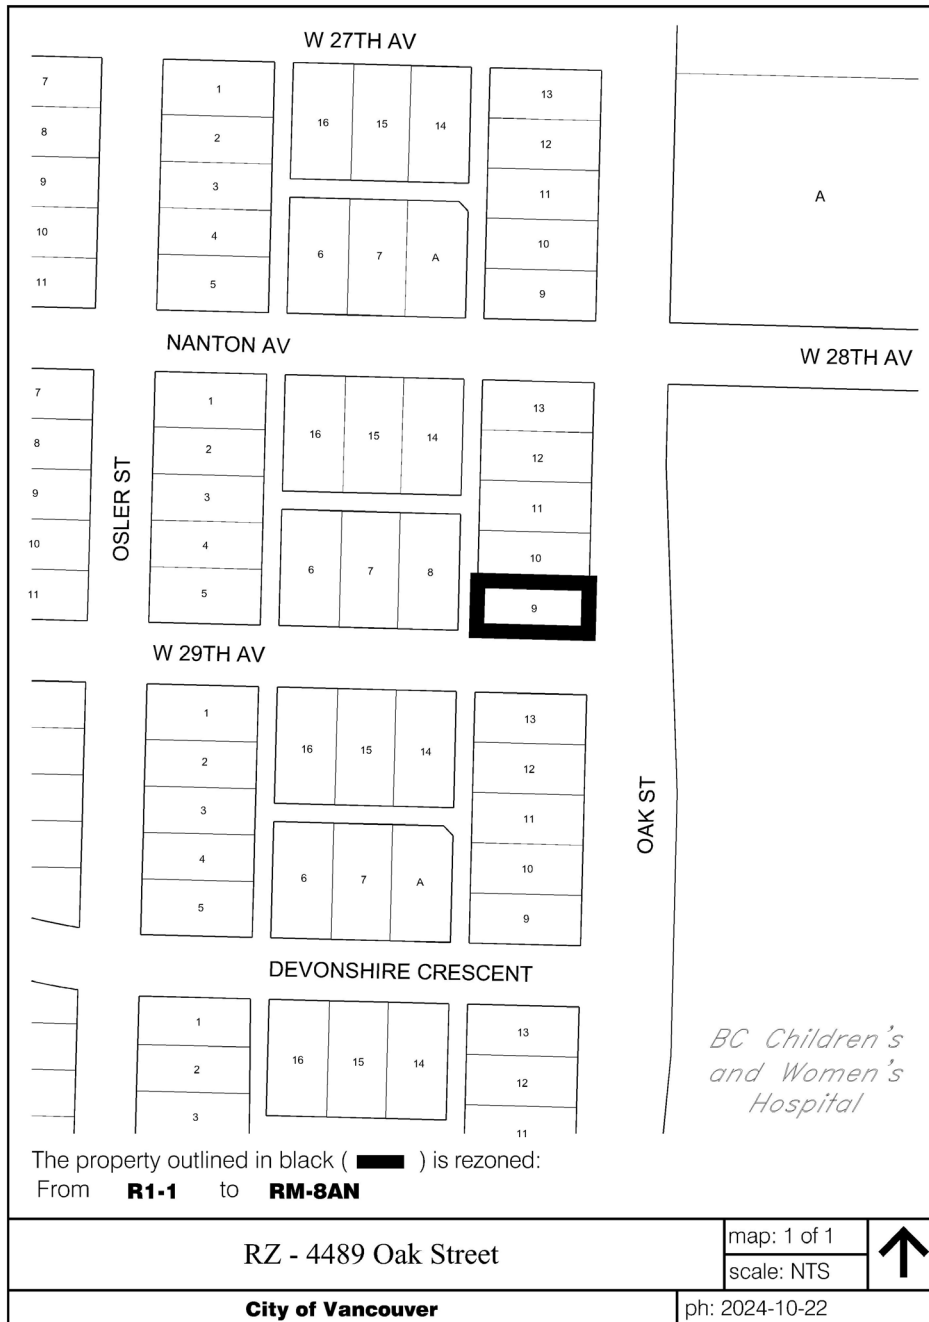 W 27TH AV
7
8
9
10
11
1
2
3
4
5
16 15 14
6 7 A
13
12
11
10
9
A
NANTON AV
W 28TH AV
7
8
9
10
11
OSLER ST
1
2
3
4
5
16 15 14
6 7 8
13
12
11
10
9
W 29TH AV
1
2
3
4
5
16 15 14
6 7 A
13
12
11
10
9
OAK ST
DEVONSHIRE CRESCENT
1
2
3
16 15 14
13
12
11
BC Children's
and Women's
Hospital
The property outlined in black ( ) is rezoned:
From R1-1 to RM-8AN
RZ - 4489 Oak Street
map: 1 of 1
scale: NTS
City of Vancouver
ph: 2024-10-22